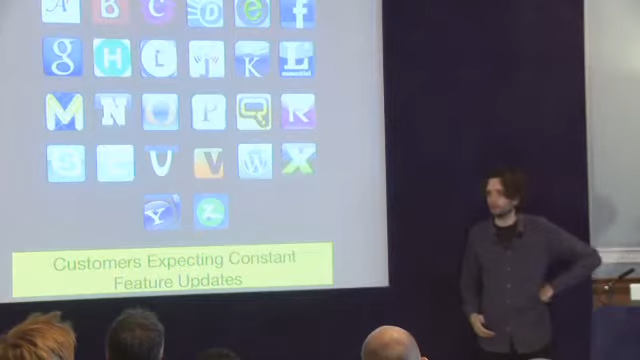 A B C D e f
g H L i K L
M N O P Q R
S T U V W X
Y Z
Customers Expecting Constant
Feature Updates